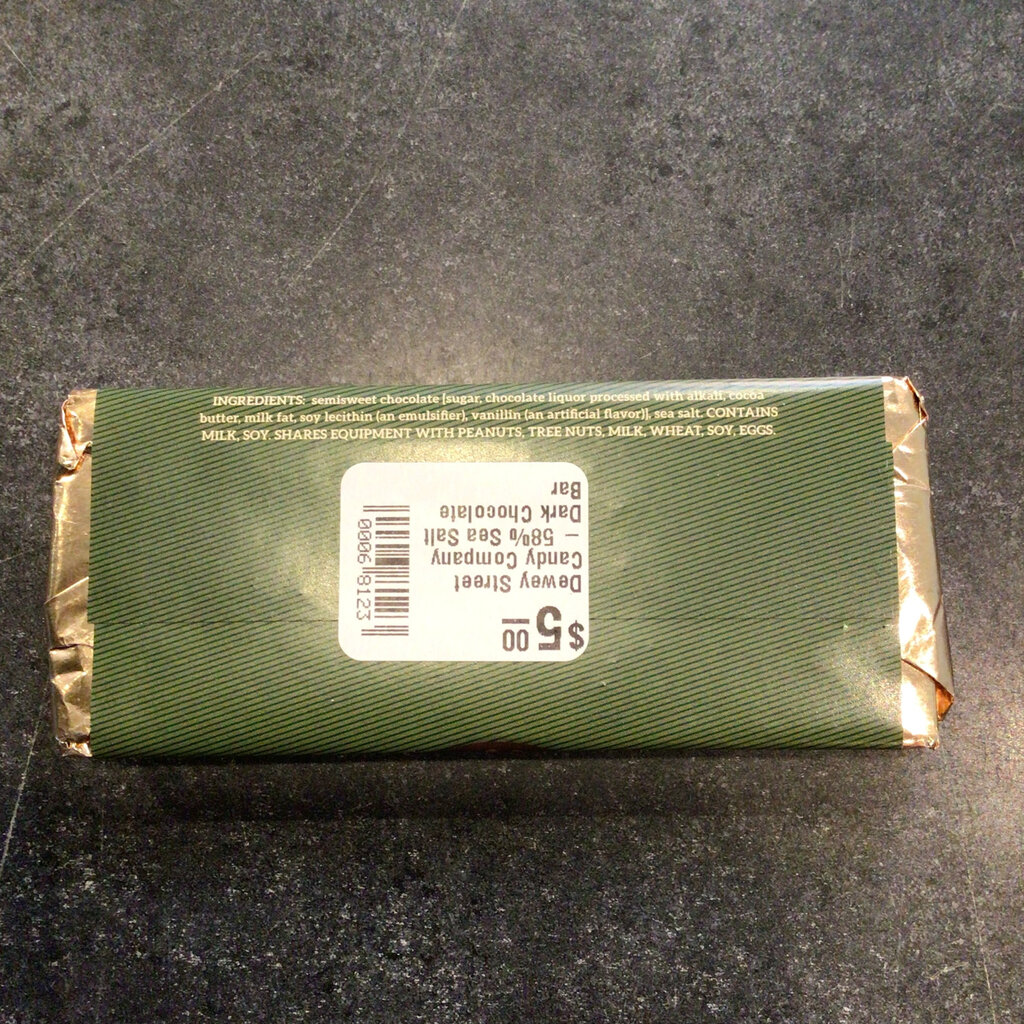 INGREDIENTS: semisweet chocolate [sugar, chocolate liquor processed with alkali, cocoa
butter, milk fat, soy lecithin (an emulsifier), vanillin (an artificial flavor)], sea salt. CONTAINS
MILK, SOY. SHARES EQUIPMENT WITH PEANUTS, TREE NUTS, MILK, WHEAT, SOY, EGGS.
$5.00
Dewey Street
Candy Company
– 58% Sea Salt
Dark Chocolate
Bar
00068123